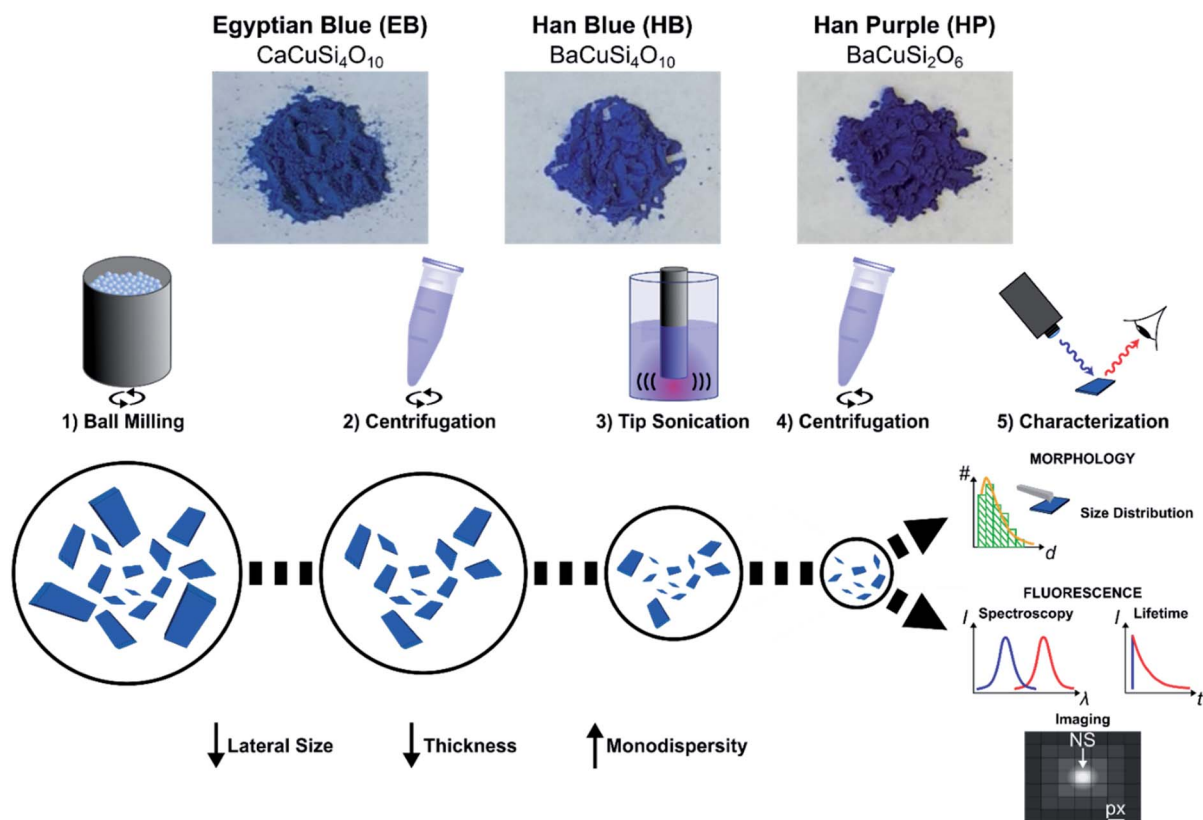 Egyptian Blue (EB)
CaCuSi₄O₁₀
Han Blue (HB)
BaCuSi₄O₁₀
Han Purple (HP)
BaCuSi₂O₆
1) Ball Milling
2) Centrifugation
3) Tip Sonication
4) Centrifugation
5) Characterization
MORPHOLOGY
#
Size Distribution
d
FLUORESCENCE
Spectroscopy
Lifetime
I
I
λ
t
Imaging
NS
px
↓ Lateral Size
↓ Thickness
↑ Monodispersity